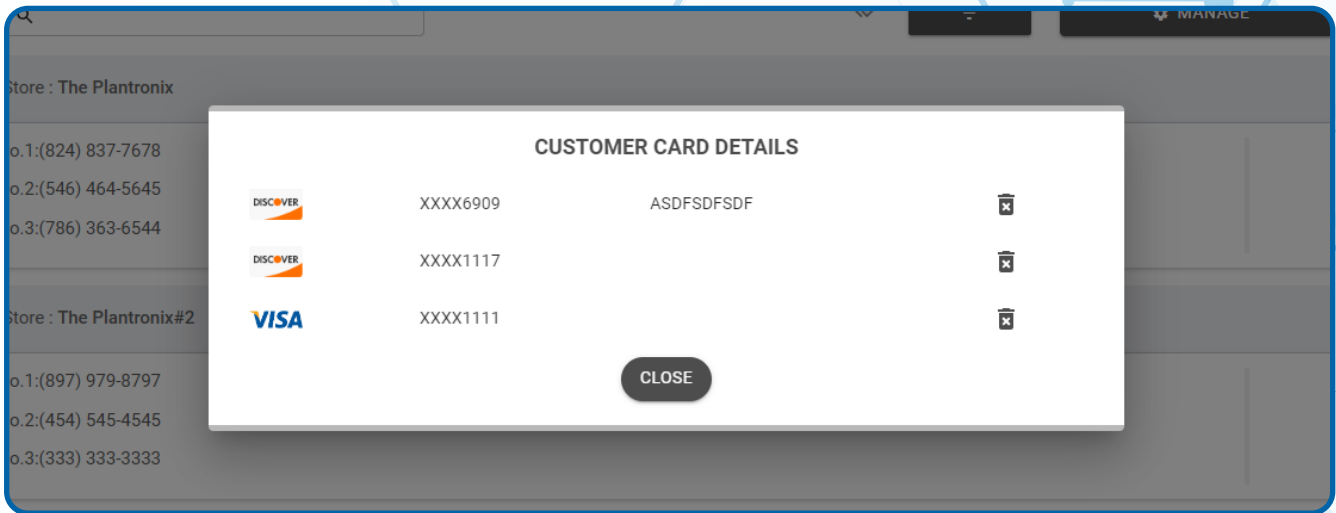 MANAGE
Store : The Plantronix
o.1:(824) 837-7678
o.2:(546) 464-5645
o.3:(786) 363-6544
CUSTOMER CARD DETAILS
DISCOVER XXXX6909 ASDFSDFSDF
DISCOVER XXXX1117
VISA XXXX1111
CLOSE
Store : The Plantronix#2
o.1:(897) 979-8797
o.2:(454) 545-4545
o.3:(333) 333-3333